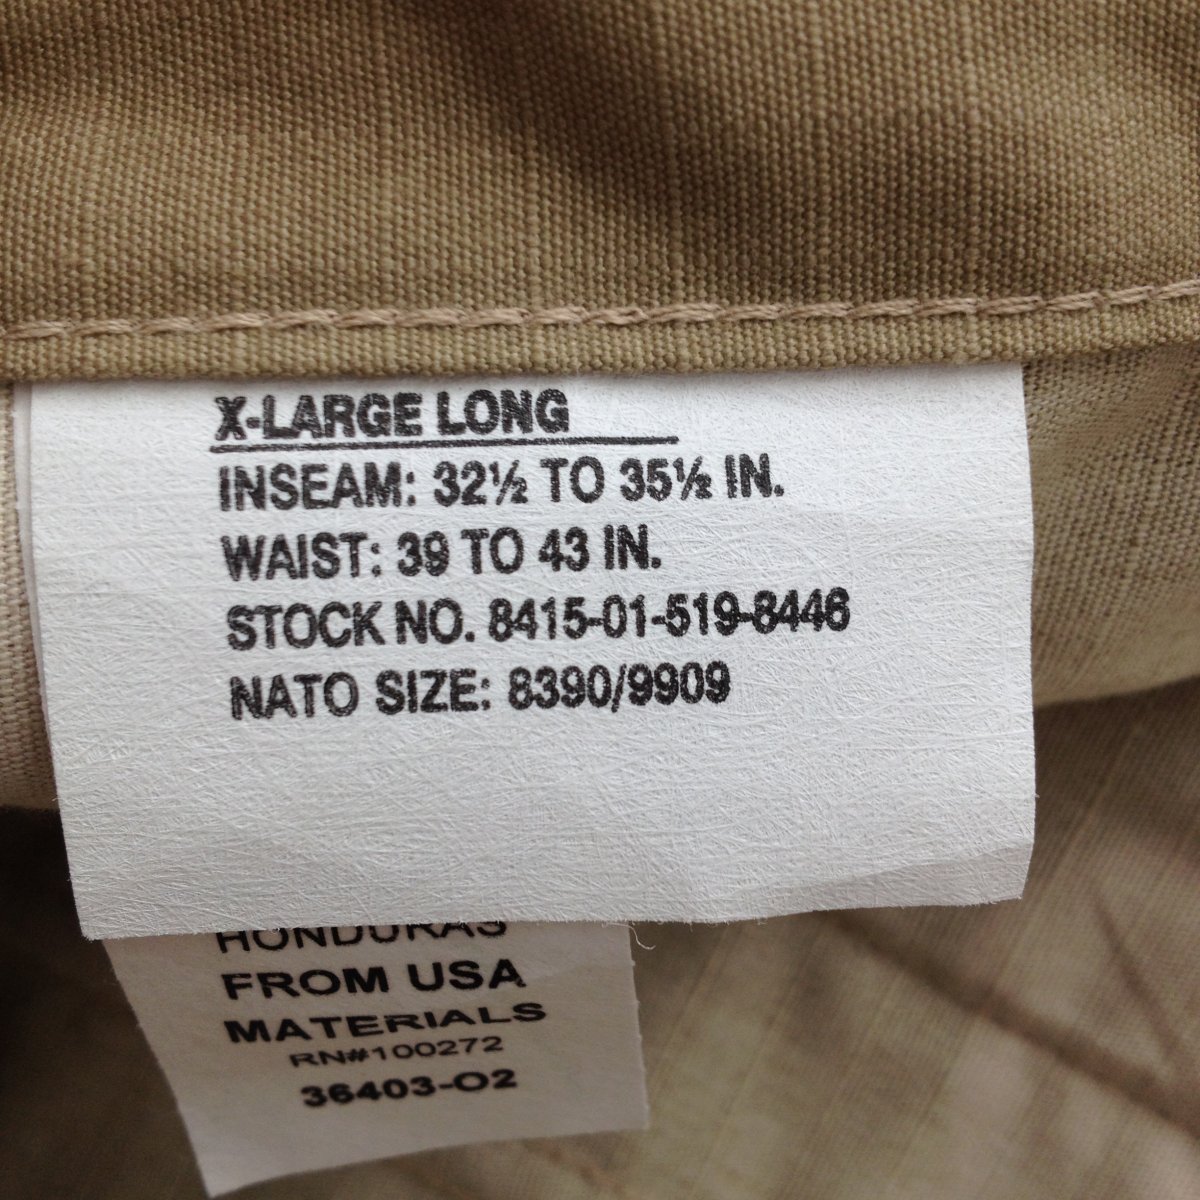 X-LARGE LONG
INSEAM: 32½ TO 35½ IN.
WAIST: 39 TO 43 IN.
STOCK NO. 8415-01-519-8446
NATO SIZE: 8390/9909
HONDURAS
FROM USA
MATERIALS
RN#100272
36403-O2